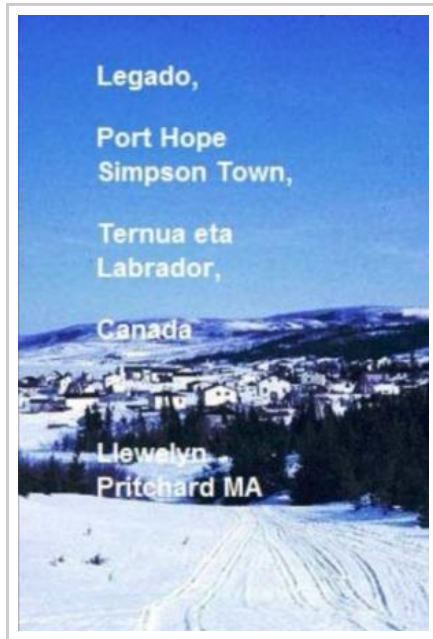 Legado,
Port Hope
Simpson Town,
Ternua eta
Labrador,
Canada
Llewelyn
Pritchard MA